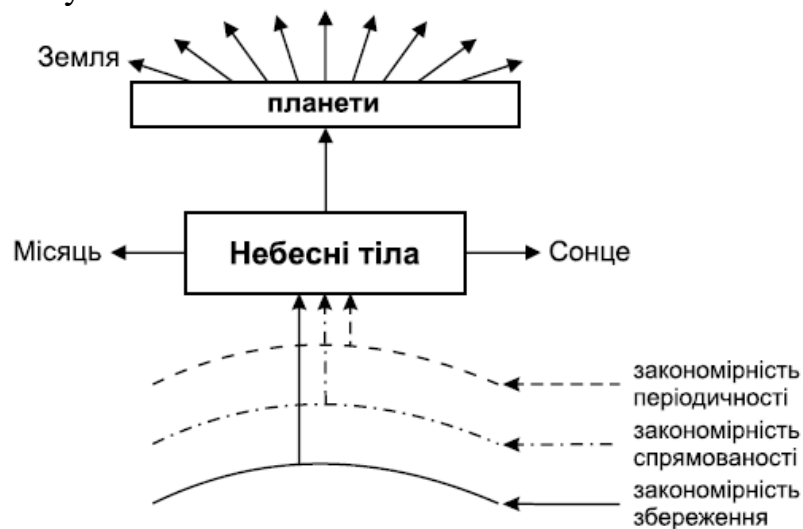 Земля
планети
Місяць
Небесні тіла
Сонце
закономірність
періодичності
закономірність
спрямованості
закономірність
збереження